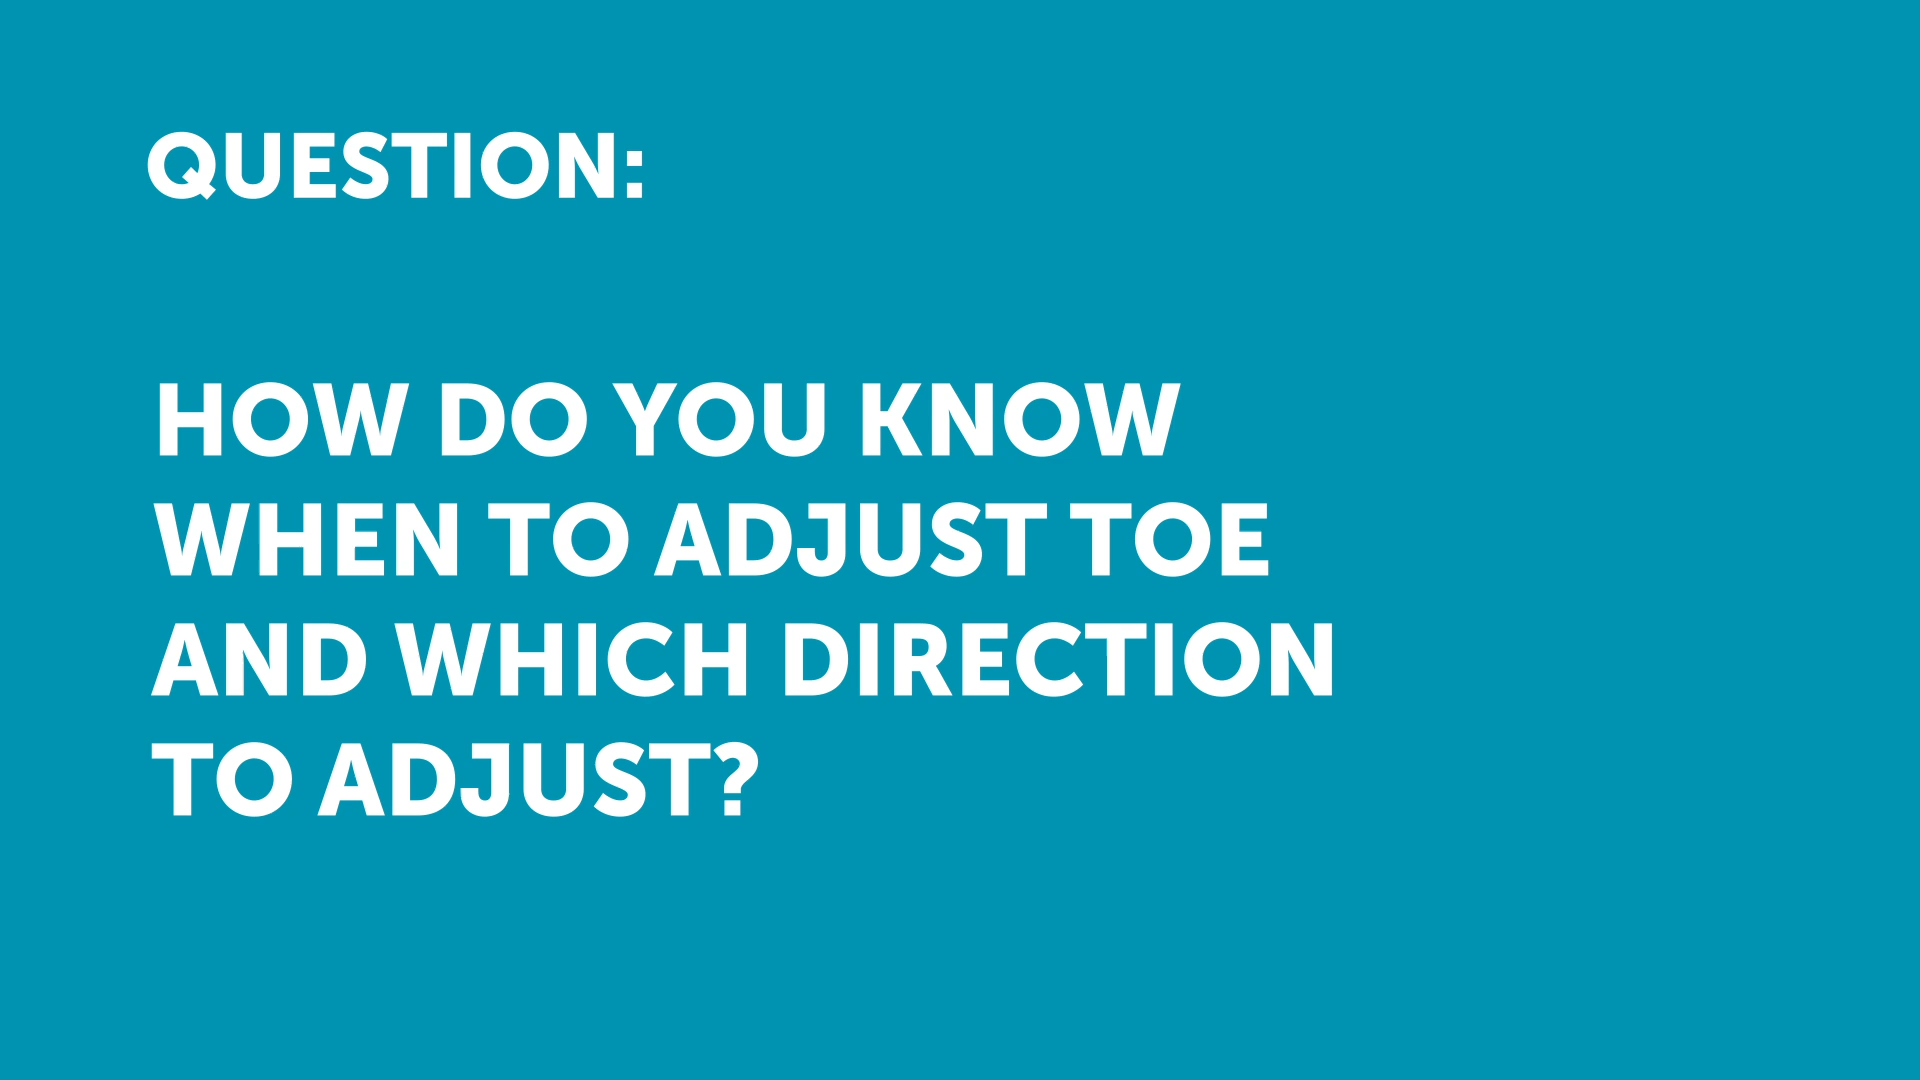 QUESTION:
HOW DO YOU KNOW
WHEN TO ADJUST TOE
AND WHICH DIRECTION
TO ADJUST?